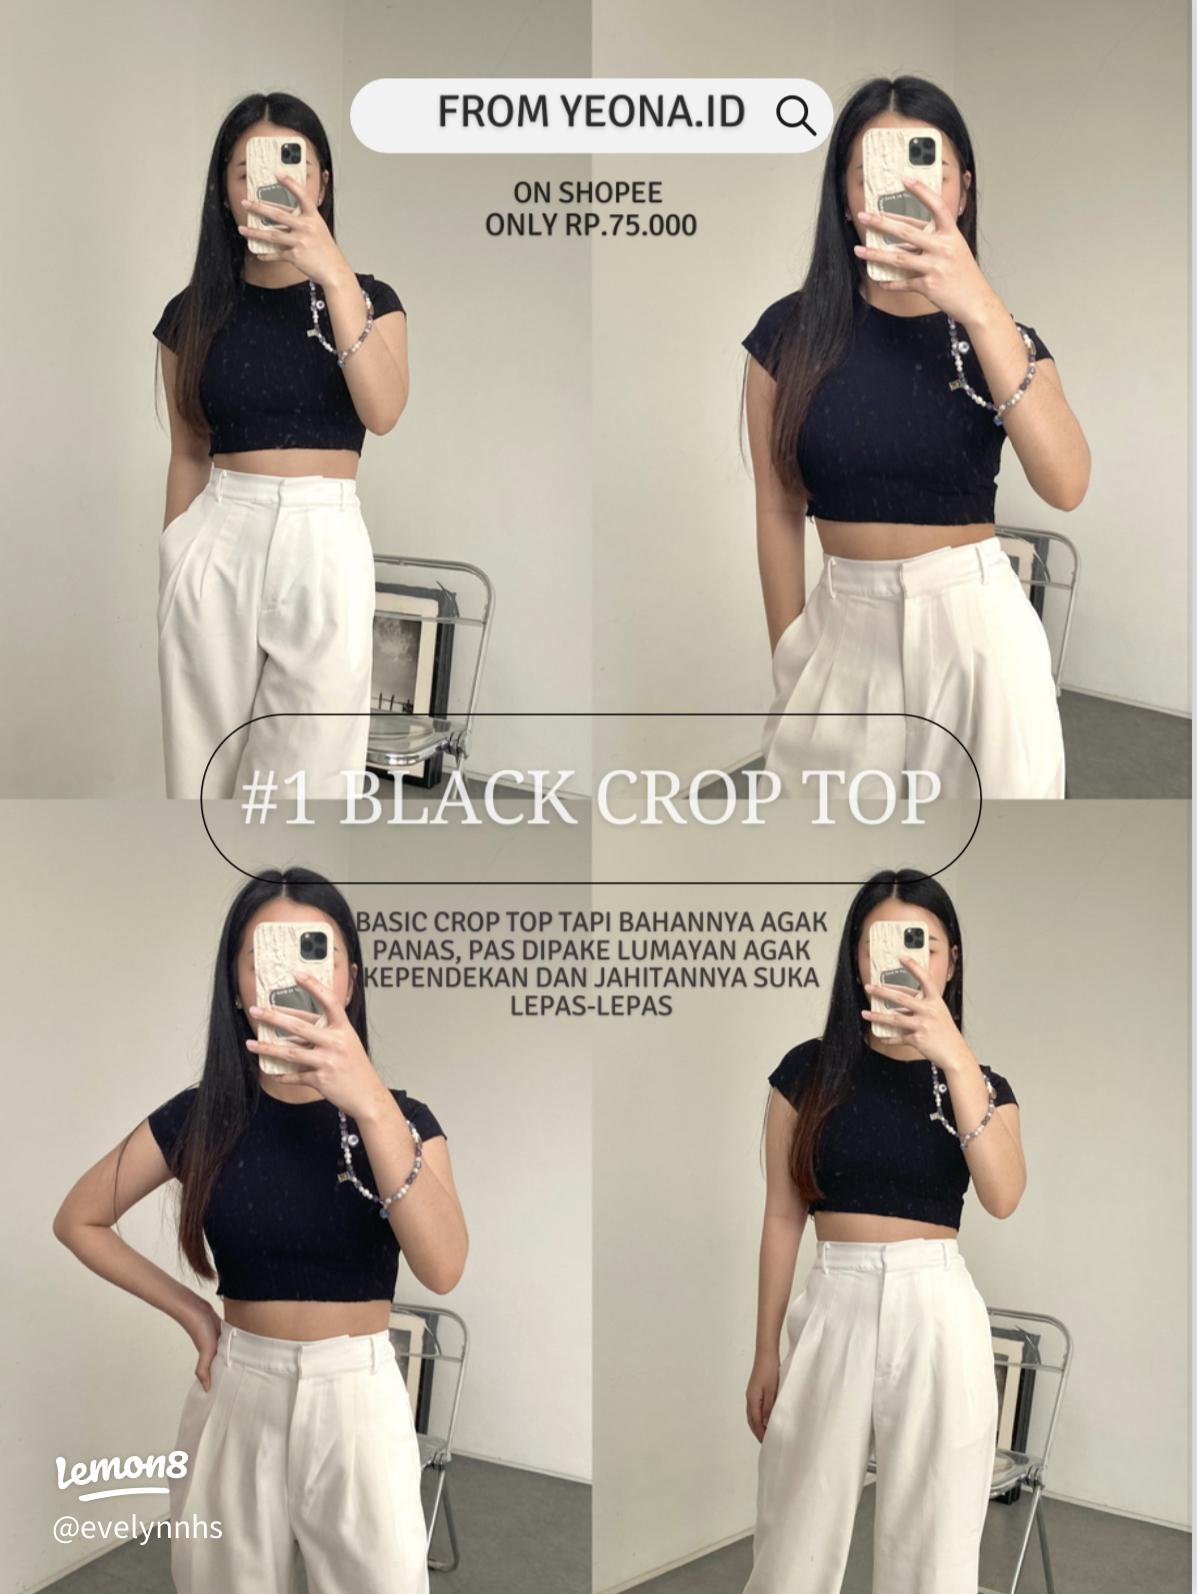 FROM YEONA.ID
ON SHOPEE
ONLY RP.75.000
#1 BLACK CROP TOP
BASIC CROP TOP TAPI BAHANNYA AGAK
PANAS, PAS DIPAKE LUMAYAN AGAK
KEPENDEKAN DAN JAHITANNYA SUKA
LEPAS-LEPAS
Lemon8
@evelynnhs